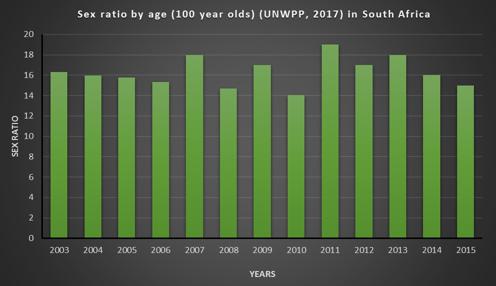 Sex ratio by age (100 year olds) (UNWPP, 2017) in South Africa
20
18
16
14
12
10
8
6
4
2
0
SEX RATIO
2003 2004 2005 2006 2007 2008 2009 2010 2011 2012 2013 2014 2015
YEARS